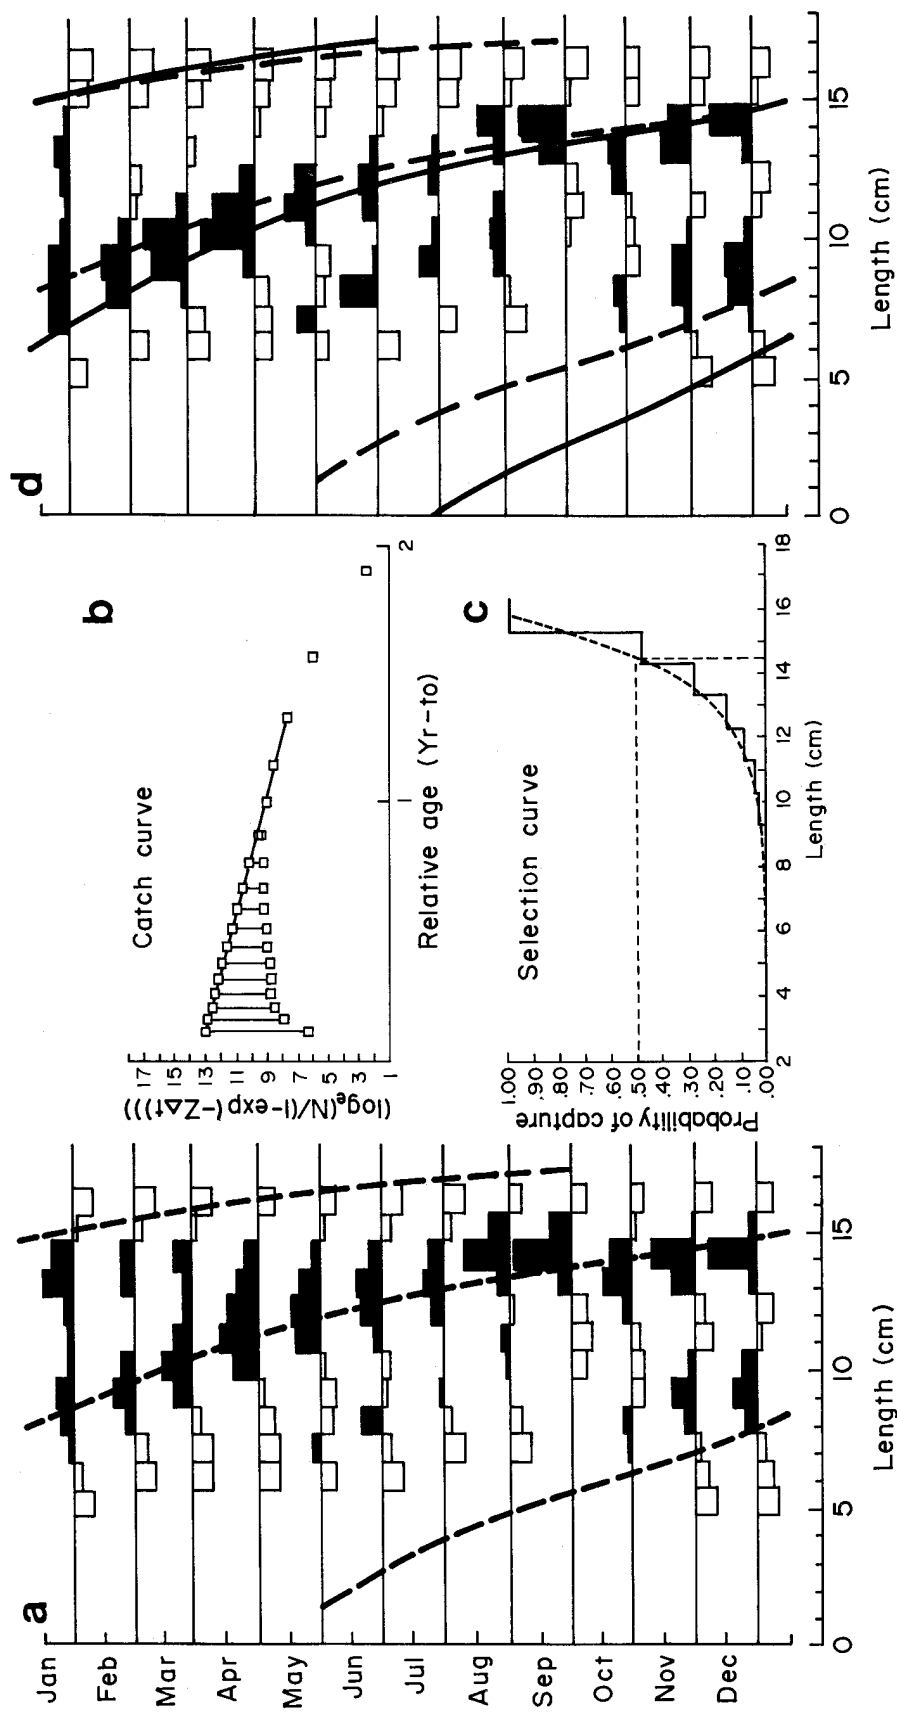 a
Jan
Feb
Mar
Apr
May
Jun
Jul
Aug
Sep
Oct
Nov
Dec
0 5 10 15
Length (cm)
b
Catch curve
(loge(N/(1-exp(-Z∆t)))
17 15 13 11 9 7 5 3 1
1 2
Relative age (Yr-to)
c
Selection curve
Probability of capture
1.00
.90
.80
.70
.60
.50
.40
.30
.20
.10
.00
2 4 6 8 10 12 14 16 18
Length (cm)
d
0 5 10 15
Length (cm)